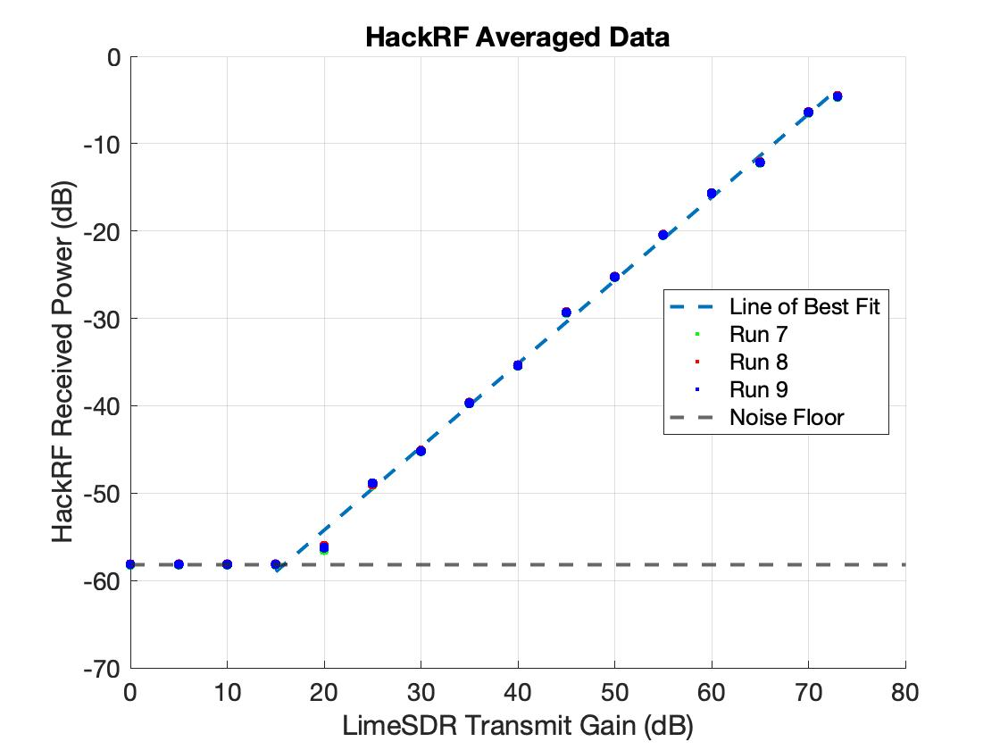 HackRF Averaged Data
0
-10
-20
-30
-40
-50
-60
-70
HackRF Received Power (dB)
Line of Best Fit
Run 7
Run 8
Run 9
Noise Floor
0 10 20 30 40 50 60 70 80
LimeSDR Transmit Gain (dB)